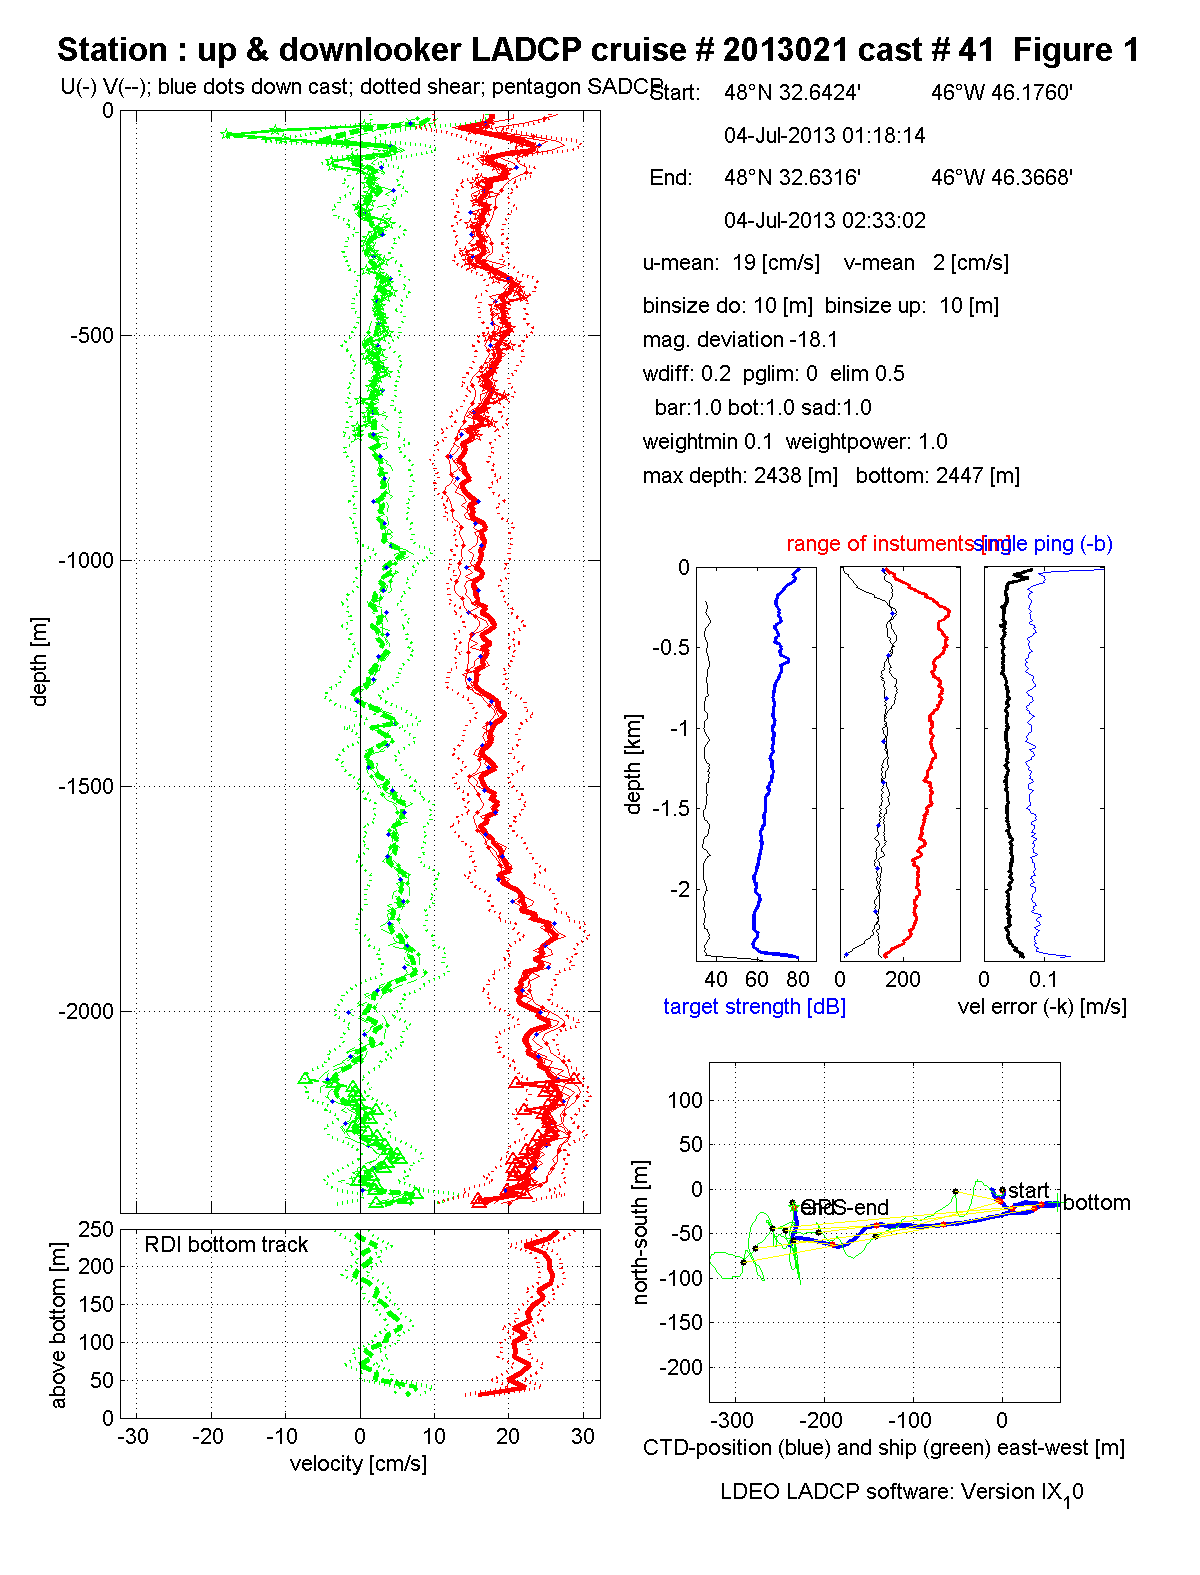 Station : up & downlooker LADCP cruise # 2013021 cast # 41 Figure 1
U(-) V(--); blue dots down cast; dotted shear; pentagon SADCP
Start: 48°N 32.6424' 46°W 46.1760'
04-Jul-2013 01:18:14
End: 48°N 32.6316' 46°W 46.3668'
04-Jul-2013 02:33:02
u-mean: 19 [cm/s] v-mean 2 [cm/s]
binsize do: 10 [m] binsize up: 10 [m]
mag. deviation -18.1
wdiff: 0.2 pglim: 0 elim 0.5
bar:1.0 bot:1.0 sad:1.0
weightmin 0.1 weightpower: 1.0
max depth: 2438 [m] bottom: 2447 [m]
0
-500
-1000
-1500
-2000
depth [m]
RDI bottom track
250
200
150
100
50
0
above bottom [m]
-30 -20 -10 0 10 20 30
velocity [cm/s]
range of instuments [m]
single ping (-b)
0
-0.5
-1
-1.5
-2
depth [km]
40 60 80
0 200
0 0.1
target strength [dB]
vel error (-k) [m/s]
100
50
0
-50
-100
-150
-200
north-south [m]
start
bottom
end
GPS-end
-300 -200 -100 0
CTD-position (blue) and ship (green) east-west [m]
LDEO LADCP software: Version IX10